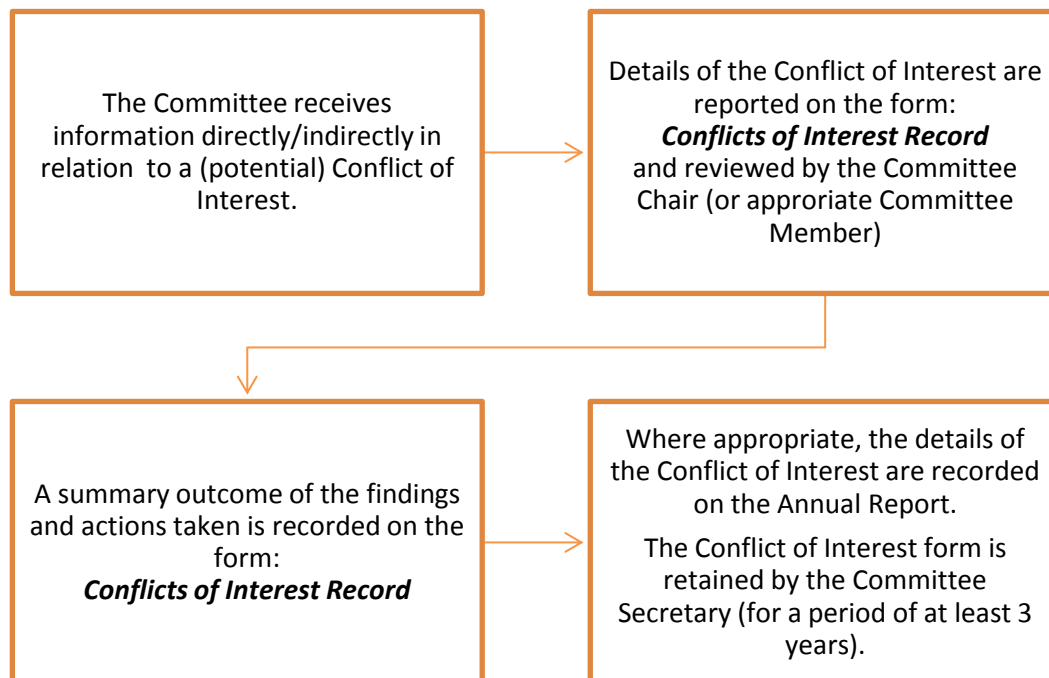 The Committee receives
information directly/indirectly in
relation to a (potential) Conflict of
Interest.
Details of the Conflict of Interest are
reported on the form:
Conflicts of Interest Record
and reviewed by the Committee
Chair (or approriate Committee
Member)
A summary outcome of the findings
and actions taken is recorded on the
form:
Conflicts of Interest Record
Where appropriate, the details of
the Conflict of Interest are recorded
on the Annual Report.
The Conflict of Interest form is
retained by the Committee
Secretary (for a period of at least 3
years).